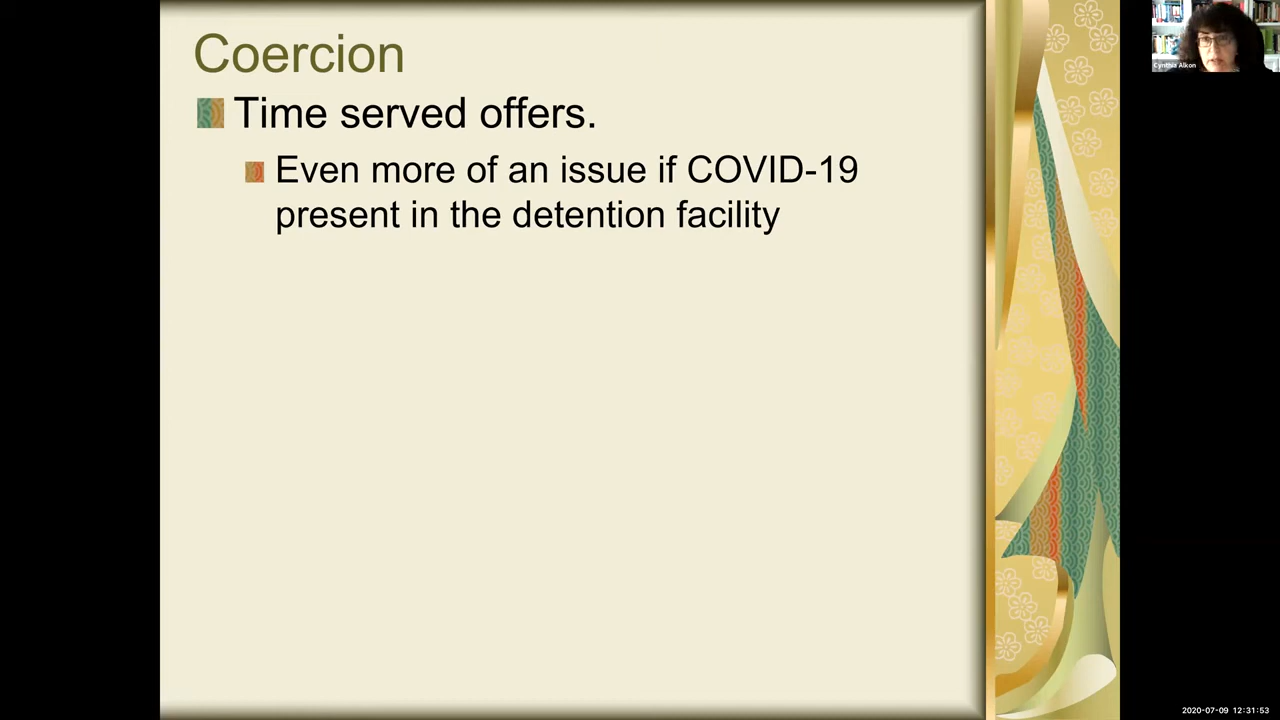 Coercion
Time served offers.
Even more of an issue if COVID-19
present in the detention facility
Cynthia Alkon
2020-07-09 12:31:53